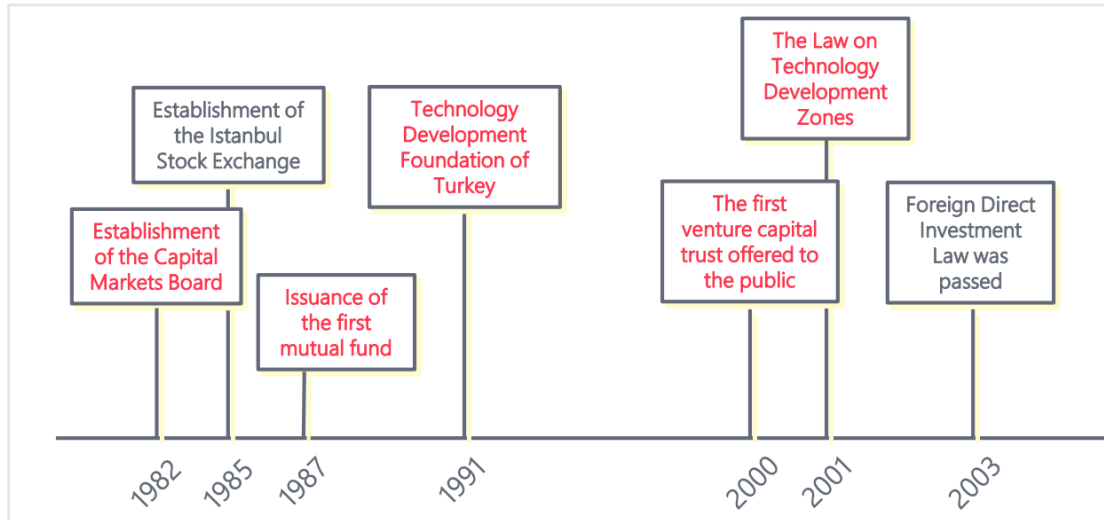 The Law on
Technology
Development
Zones
Establishment of
the Istanbul
Stock Exchange
Technology
Development
Foundation of
Turkey
The first
venture capital
trust offered to
the public
Foreign Direct
Investment
Law was
passed
Establishment
of the Capital
Markets Board
Issuance of
the first
mutual fund
1982
1985
1987
1991
2000
2001
2003